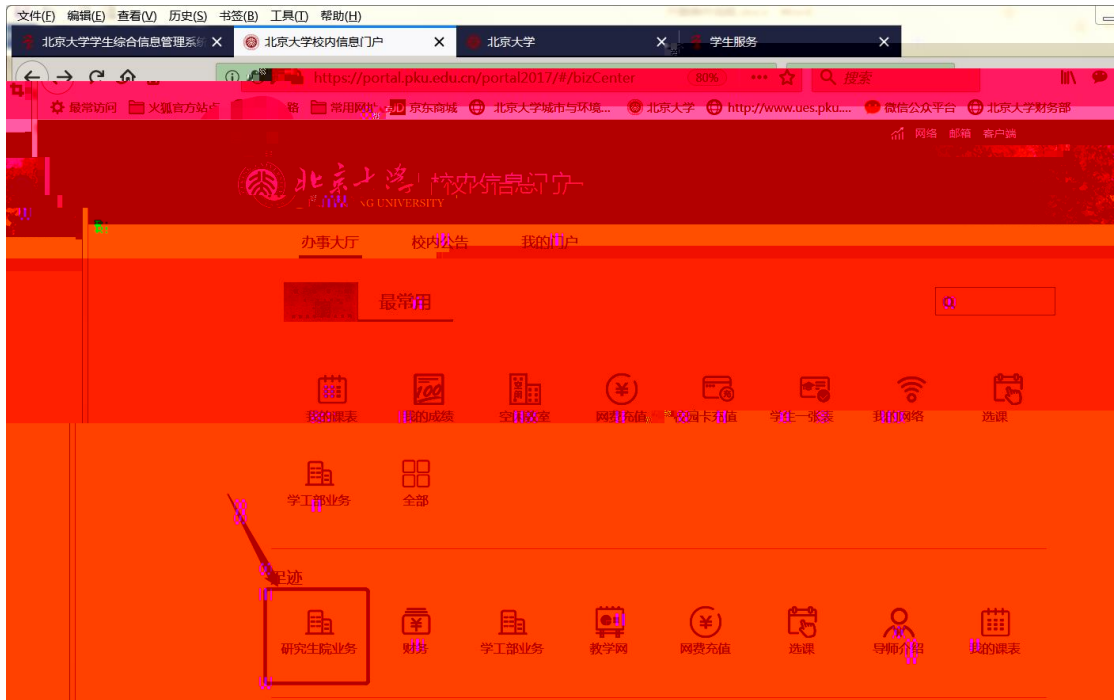 文件(F) 编辑(E) 查看(V) 历史(S) 书签(B) 工具(T) 帮助(H)
北京大学学生综合信息管理系统 北京大学校内信息门户 北京大学 学生服务
https://portal.pku.edu.cn/portal2017/#/bizCenter 80% 搜索
最常访问 火狐官方站点 常用网址 JD 京东商城 北京大学城市与环境... 北京大学 http://www.ues.pku.... 微信公众平台 北京大学财务部
网络 邮箱 客户端
北京大学 校内信息门户
UNIVERSITY
办事大厅 校内公告 我的门户
最常用
我的课表 我的成绩 空闲教室 网费充值 校园卡充值 学生一张表 我的网络 选课
学工部业务 全部
足迹
研究生院业务 财务 学工部业务 教学网 网费充值 选课 导师介绍 我的课表